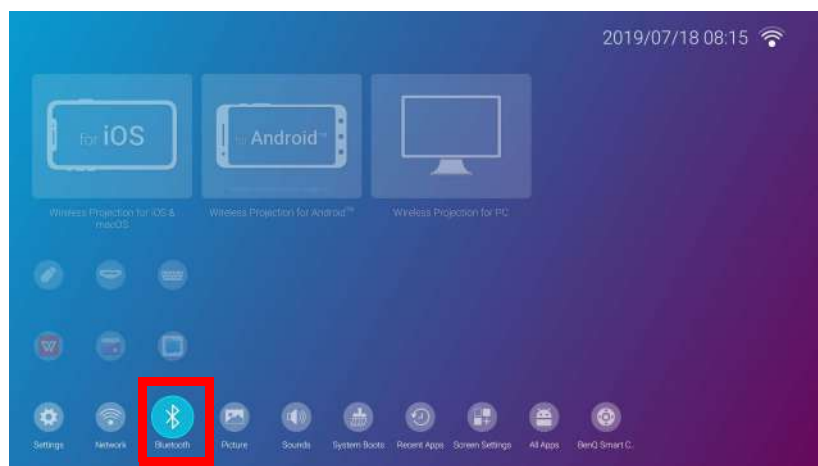 2019/07/18 08:15
for iOS
for Android™
Wireless Projection for iOS &
macOS
Wireless Projection for Android™
Wireless Projection for PC
Settings
Network
Bluetooth
Picture
Sounds
System Boots
Recent Apps
Screen Settings
All Apps
BenQ Smart C..